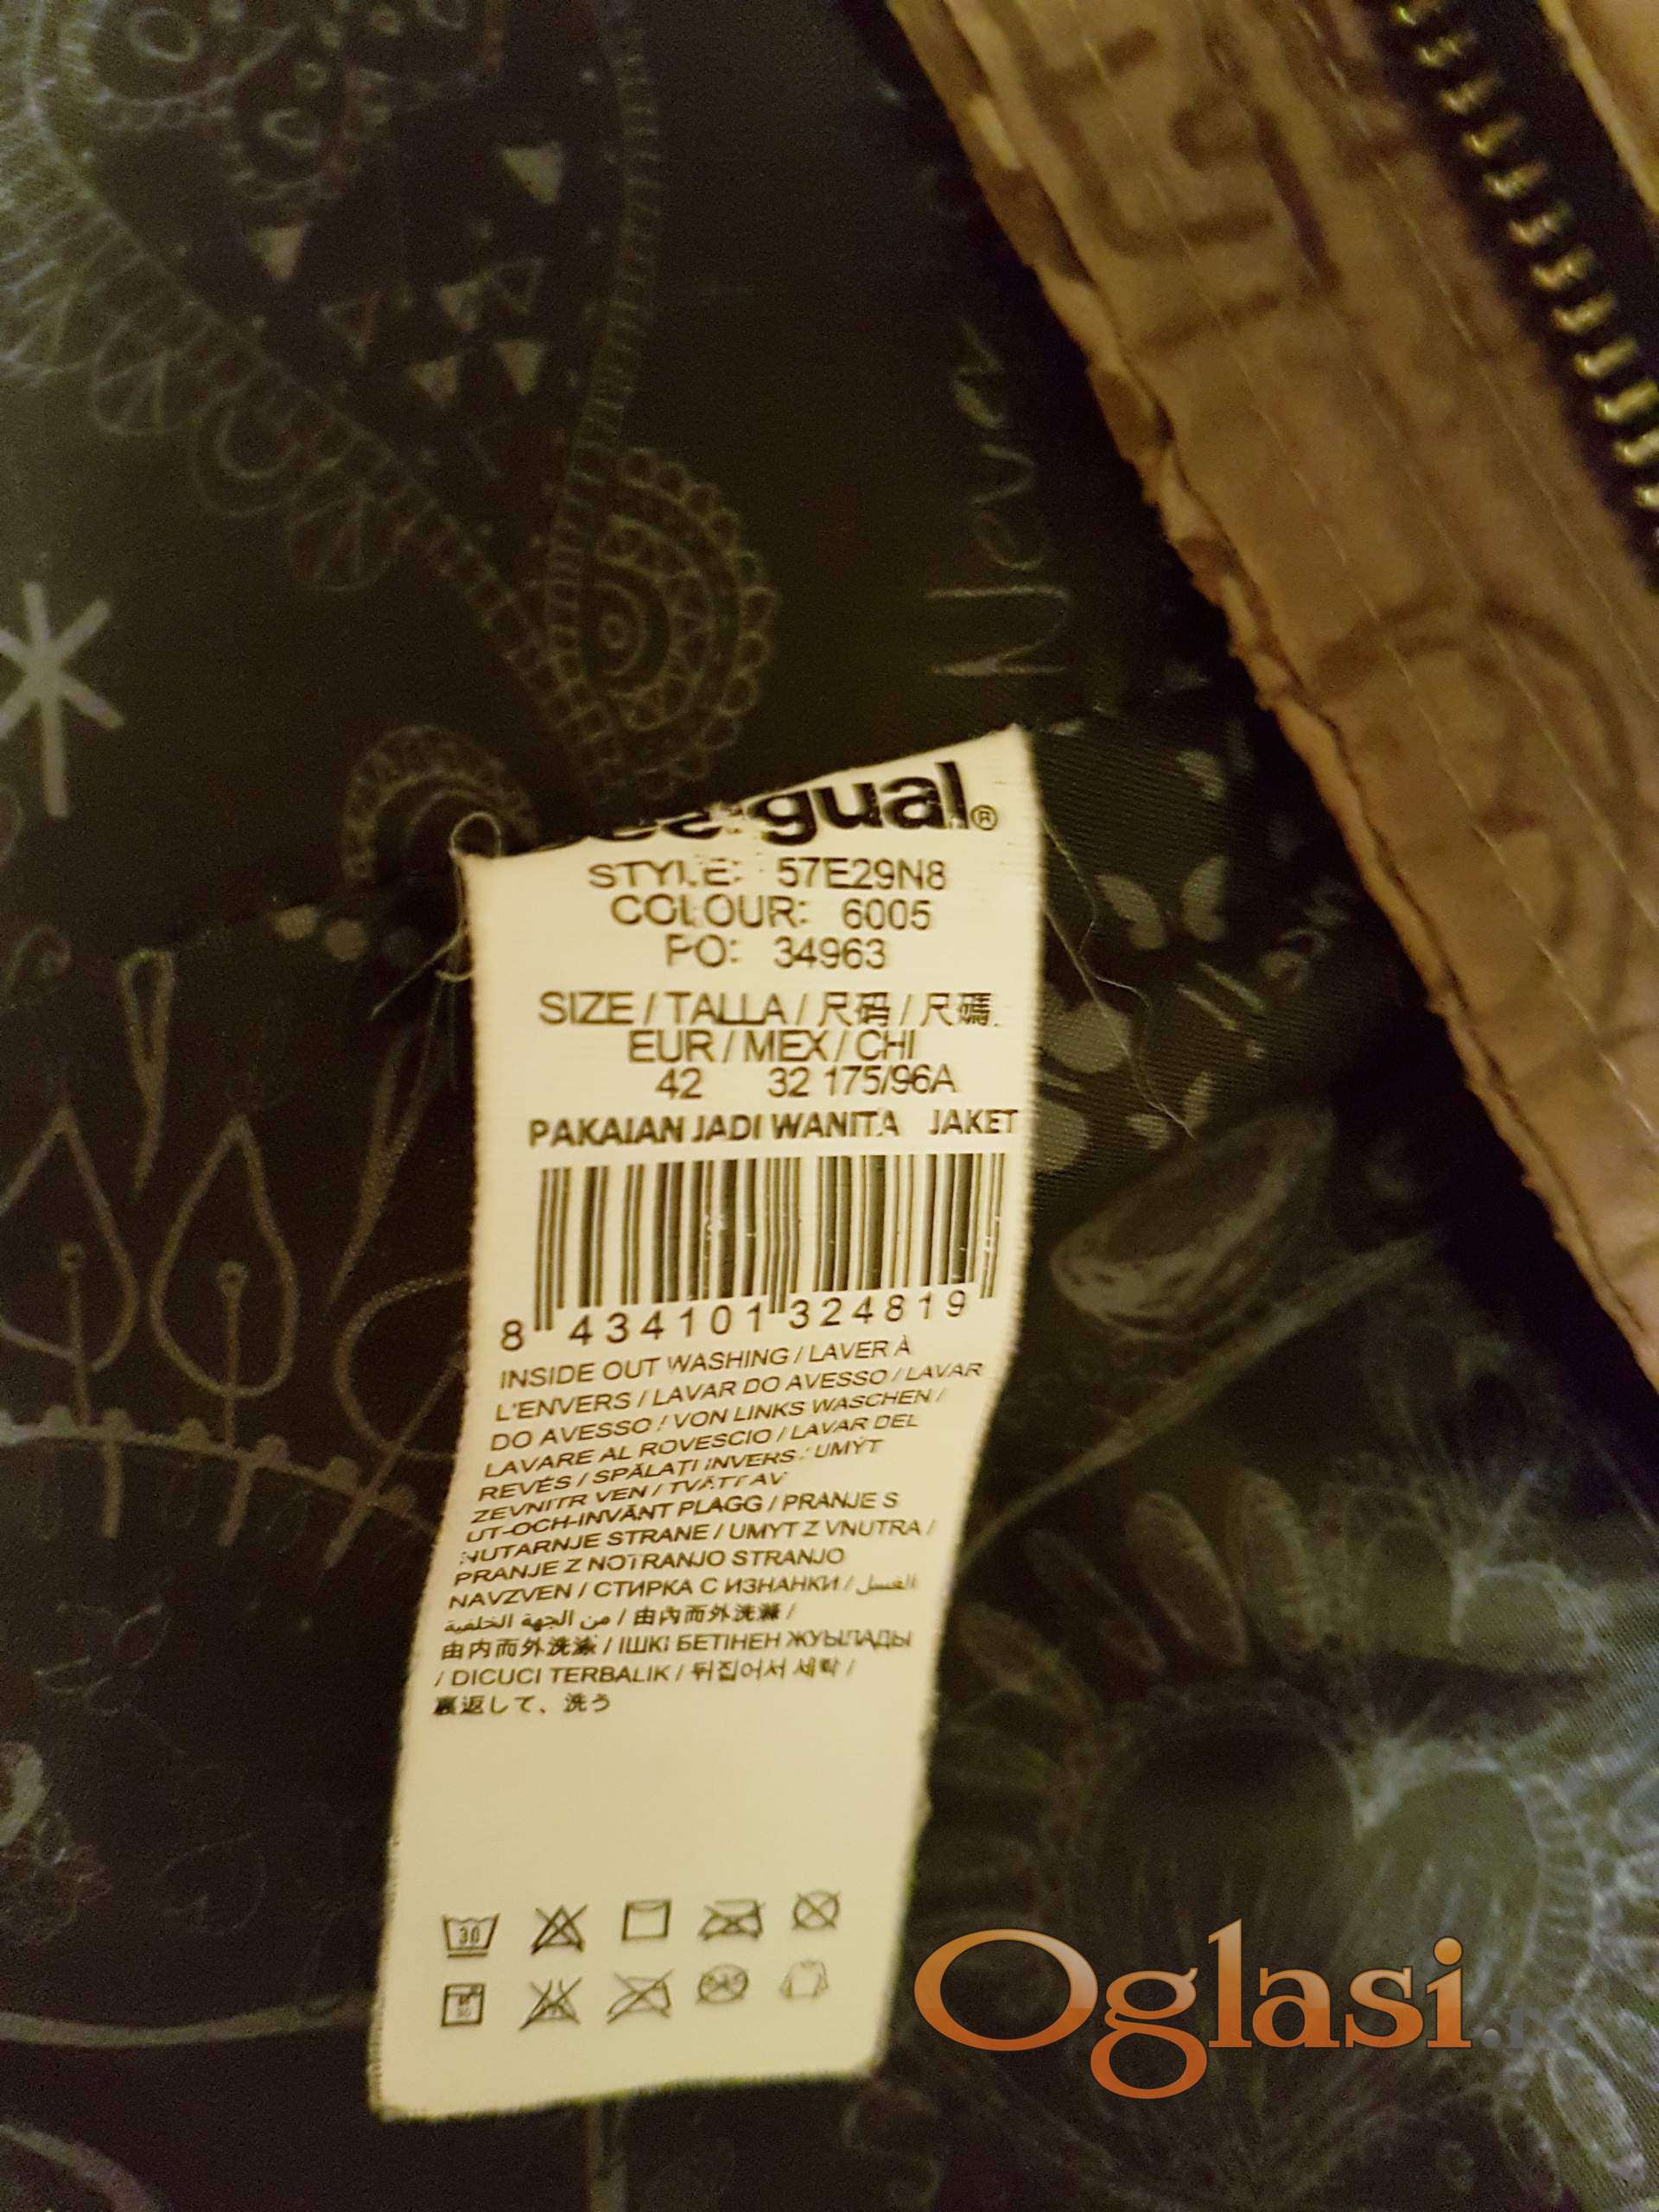 Never
gual®
STYLE: 57E29N8
COLOUR: 6005
PO: 34963
SIZE / TALLA / 尺码 / 尺碼
EUR / MEX / CHI
42 32 175/96A
PAKAIAN JADI WANITA JAKET
8 434101 324819
INSIDE OUT WASHING / LAVER À
L'ENVERS / LAVAR DO AVESSO / LAVAR
DO AVESSO / VON LINKS WASCHEN /
LAVARE AL ROVESCIO / LAVAR DEL
REVÉS / SPĂLAŢI INVERS / UMÝT
ZEVNITR VEN / TVÄTT AV
UT-OCH-INVÄNT PLAGG / PRANJE S
NUTARNJE STRANE / UMYT Z VNUTRA /
PRANJE Z NOTRANJO STRANJO
NAVZVEN / СТИРКА С ИЗНАНКИ / الغسل
من الجهة الخلفية / 由内而外洗滌 /
由内而外洗涤 / ІШКІ БЕТІНЕН ЖУЫЛАДЫ
/ DICUCI TERBALIK / 뒤집어서 세탁 /
裏返して、洗う
30
Oglasi